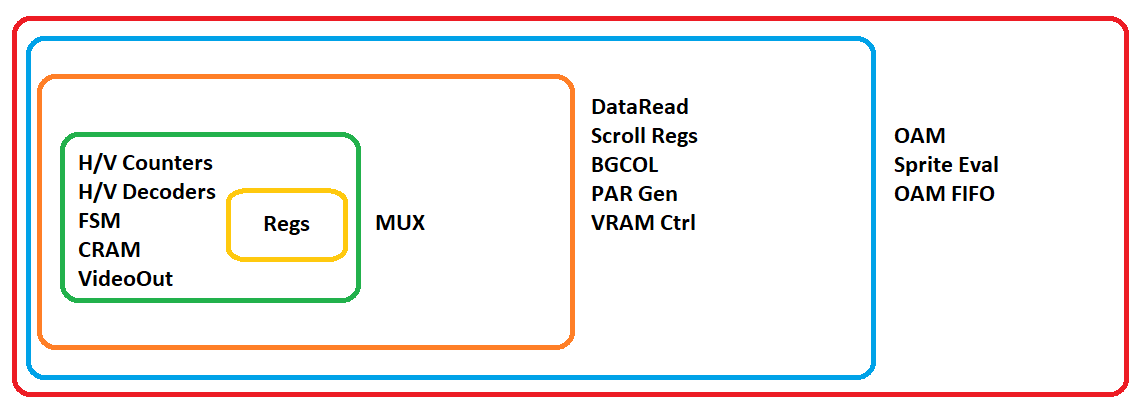 H/V Counters
H/V Decoders
FSM
CRAM
VideoOut
Regs
MUX
DataRead
Scroll Regs
BGCOL
PAR Gen
VRAM Ctrl
OAM
Sprite Eval
OAM FIFO